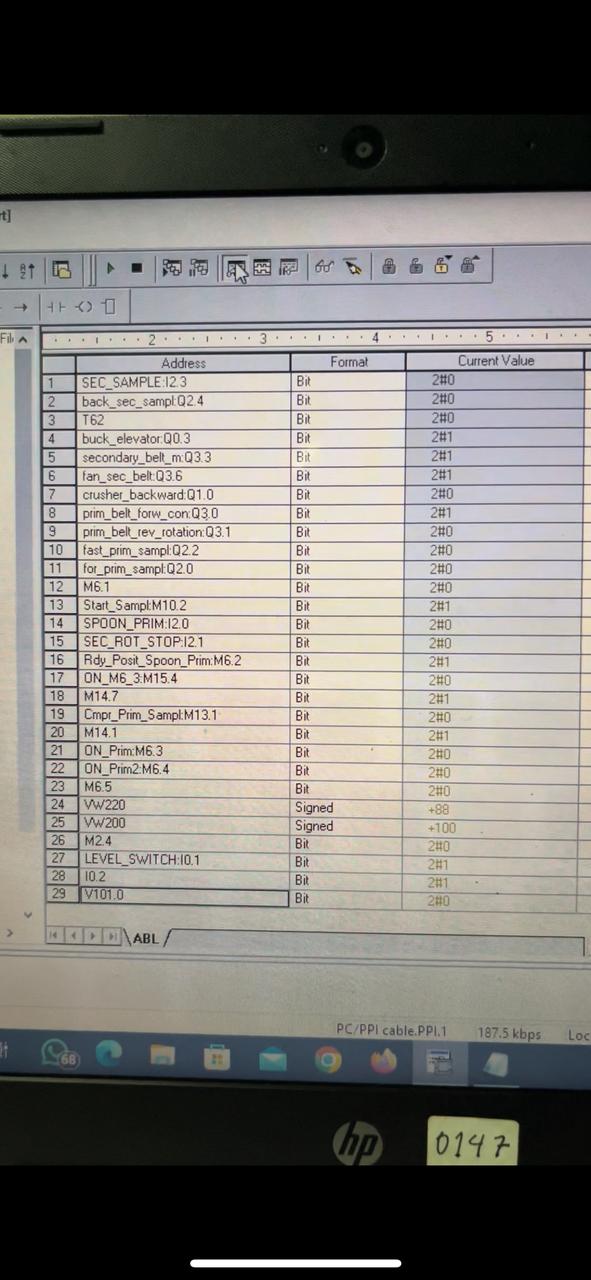 rt]
File
2 3 4 5
Address Format Current Value
1 SEC_SAMPLE:I2.3 Bit 2#0
2 back_sec_sampl:Q2.4 Bit 2#0
3 T62 Bit 2#0
4 buck_elevator:Q0.3 Bit 2#1
5 secondary_belt_m:Q3.3 Bit 2#1
6 fan_sec_belt:Q3.6 Bit 2#1
7 crusher_backward:Q1.0 Bit 2#0
8 prim_belt_forw_con:Q3.0 Bit 2#1
9 prim_belt_rev_rotation:Q3.1 Bit 2#0
10 fast_prim_sampl:Q2.2 Bit 2#0
11 for_prim_sampl:Q2.0 Bit 2#0
12 M6.1 Bit 2#0
13 Start_Sampl:M10.2 Bit 2#1
14 SPOON_PRIM:I2.0 Bit 2#0
15 SEC_ROT_STOP:I2.1 Bit 2#0
16 Rdy_Posit_Spoon_Prim:M6.2 Bit 2#1
17 ON_M6_3:M15.4 Bit 2#0
18 M14.7 Bit 2#1
19 Cmpr_Prim_Sampl:M13.1 Bit 2#0
20 M14.1 Bit 2#1
21 ON_Prim:M6.3 Bit 2#0
22 ON_Prim2:M6.4 Bit 2#0
23 M6.5 Bit 2#0
24 VW220 Signed +88
25 VW200 Signed +100
26 M2.4 Bit 2#0
27 LEVEL_SWITCH:I0.1 Bit 2#1
28 I0.2 Bit 2#1
29 V101.0 Bit 2#0
ABL
PC/PPI cable.PPI.1 187.5 kbps Loc
68
hp
0147